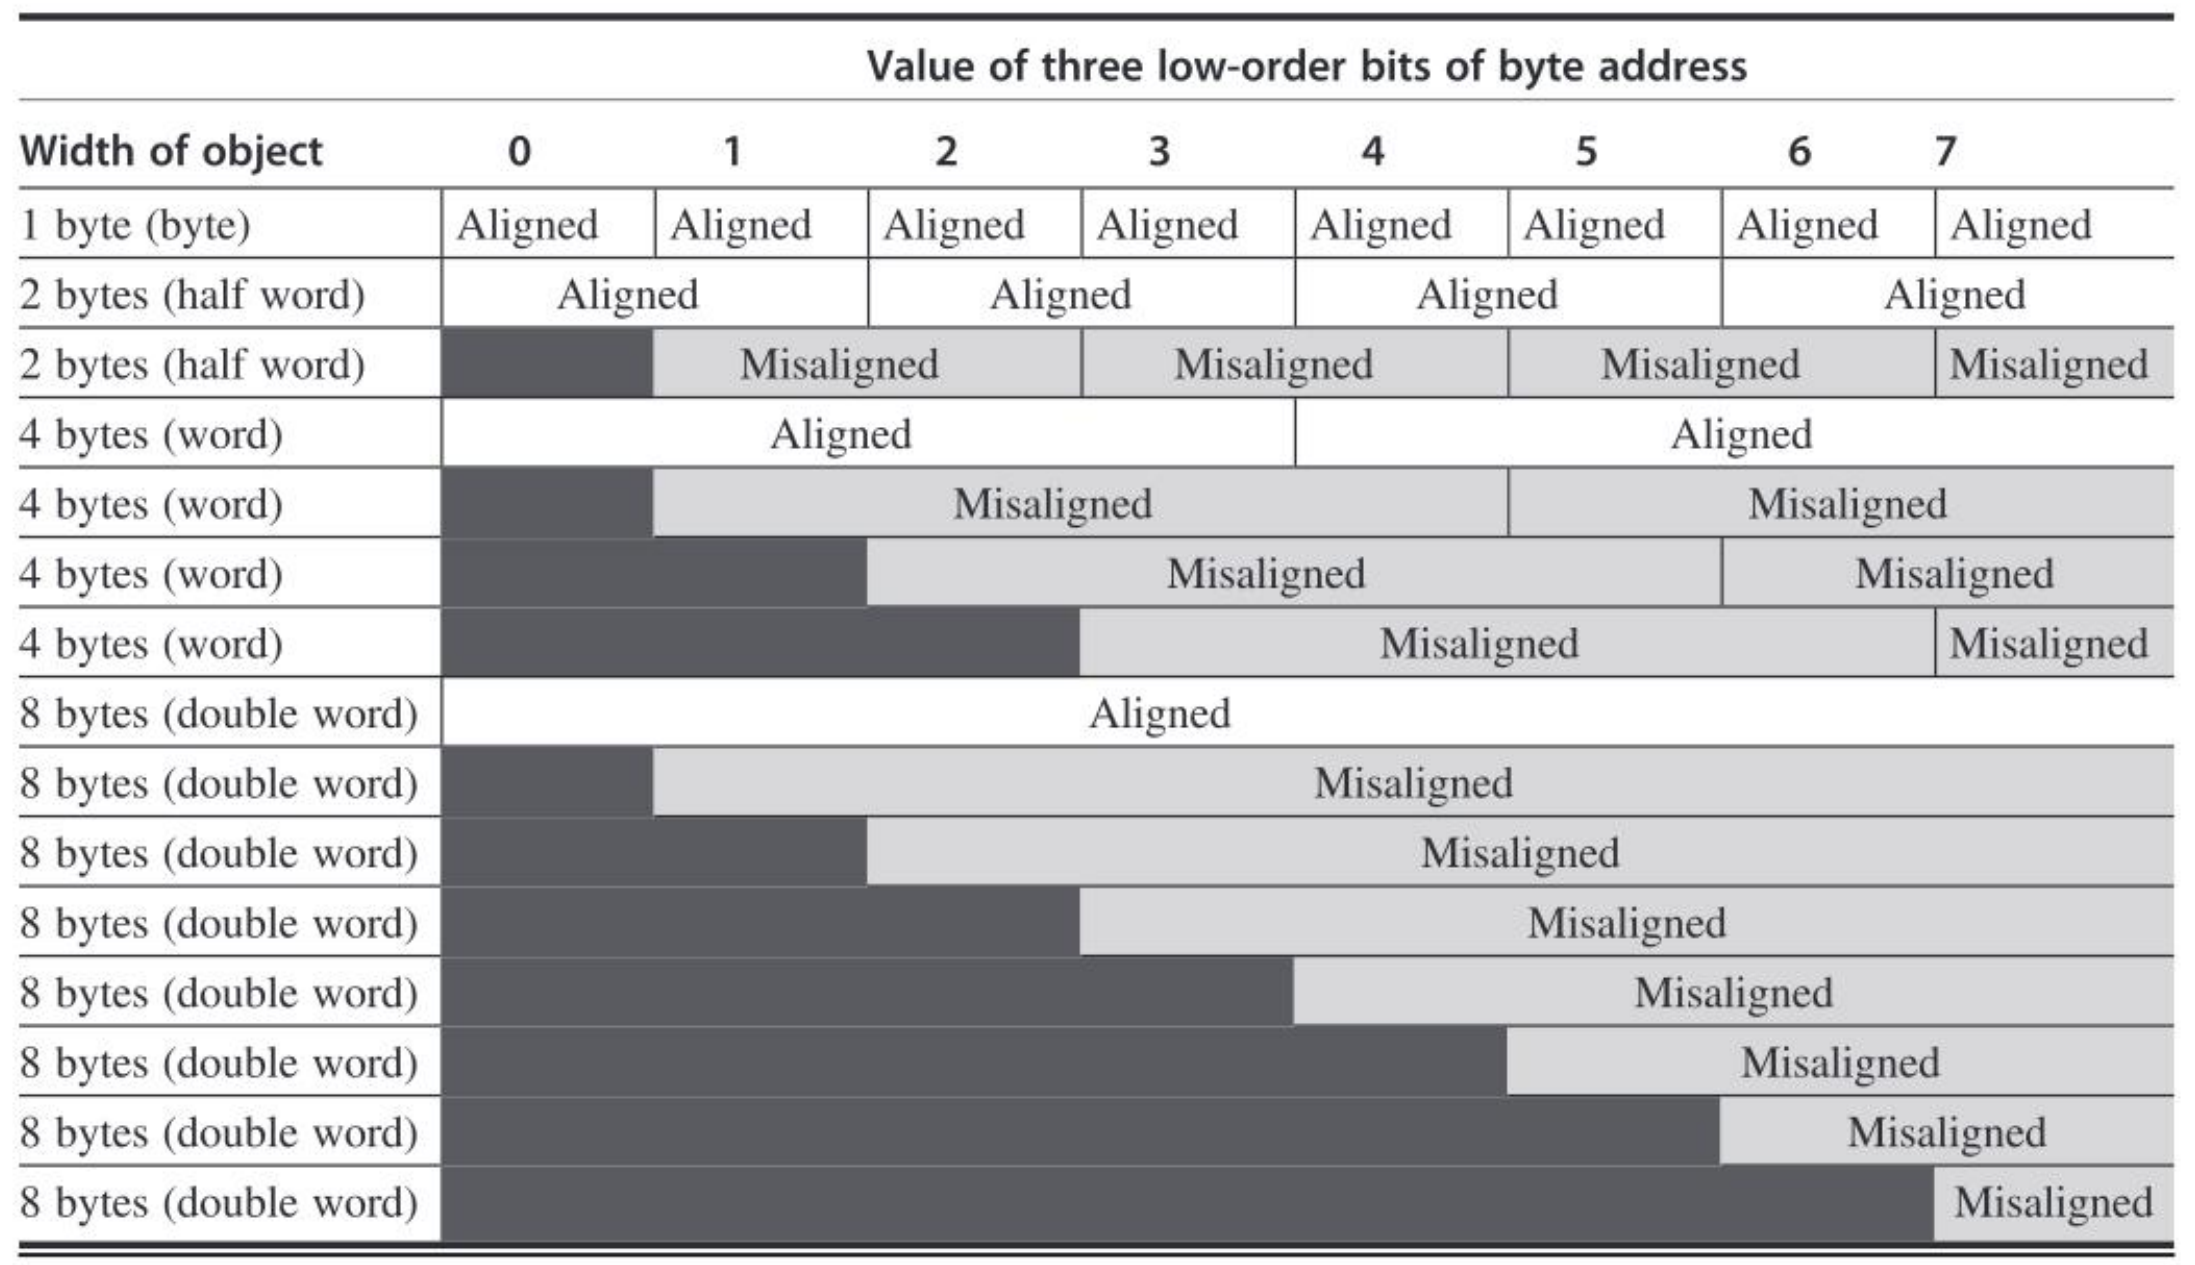 Value of three low-order bits of byte address
Width of object 0 1 2 3 4 5 6 7
1 byte (byte) Aligned Aligned Aligned Aligned Aligned Aligned Aligned Aligned
2 bytes (half word) Aligned Aligned Aligned Aligned
2 bytes (half word) Misaligned Misaligned Misaligned Misaligned
4 bytes (word) Aligned Aligned
4 bytes (word) Misaligned Misaligned
4 bytes (word) Misaligned Misaligned
4 bytes (word) Misaligned Misaligned
8 bytes (double word) Aligned
8 bytes (double word) Misaligned
8 bytes (double word) Misaligned
8 bytes (double word) Misaligned
8 bytes (double word) Misaligned
8 bytes (double word) Misaligned
8 bytes (double word) Misaligned
8 bytes (double word) Misaligned